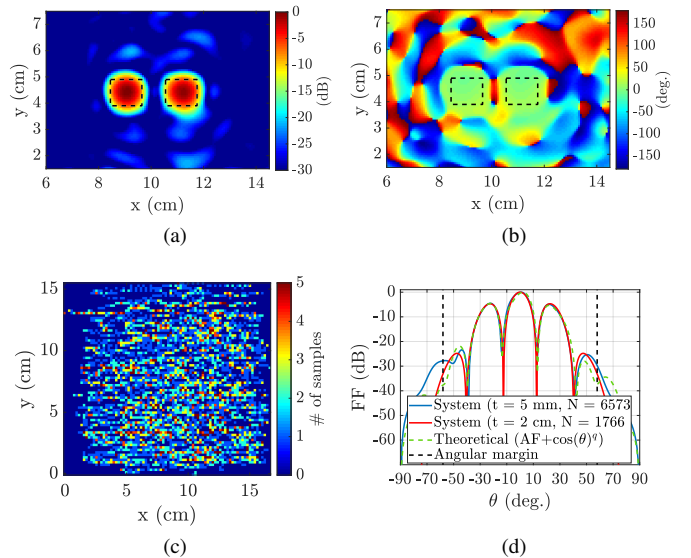 7
6
5
4
3
2
y (cm)
6 8 10 12 14
x (cm)
0
-5
-10
-15
-20
-25
-30
(dB)
(a)
7
6
5
4
3
2
y (cm)
6 8 10 12 14
x (cm)
150
100
50
0
-50
-100
-150
(deg.)
(b)
15
10
5
0
y (cm)
0 5 10 15
x (cm)
5
4
3
2
1
0
# of samples
(c)
0
-10
-20
-30
-40
-50
-60
FF (dB)
System (t = 5 mm, N = 6573
System (t = 2 cm, N = 1766
Theoretical (AF+cos(θ)^q)
Angular margin
-90 -70 -50 -30 -10 10 30 50 70 90
θ (deg.)
(d)